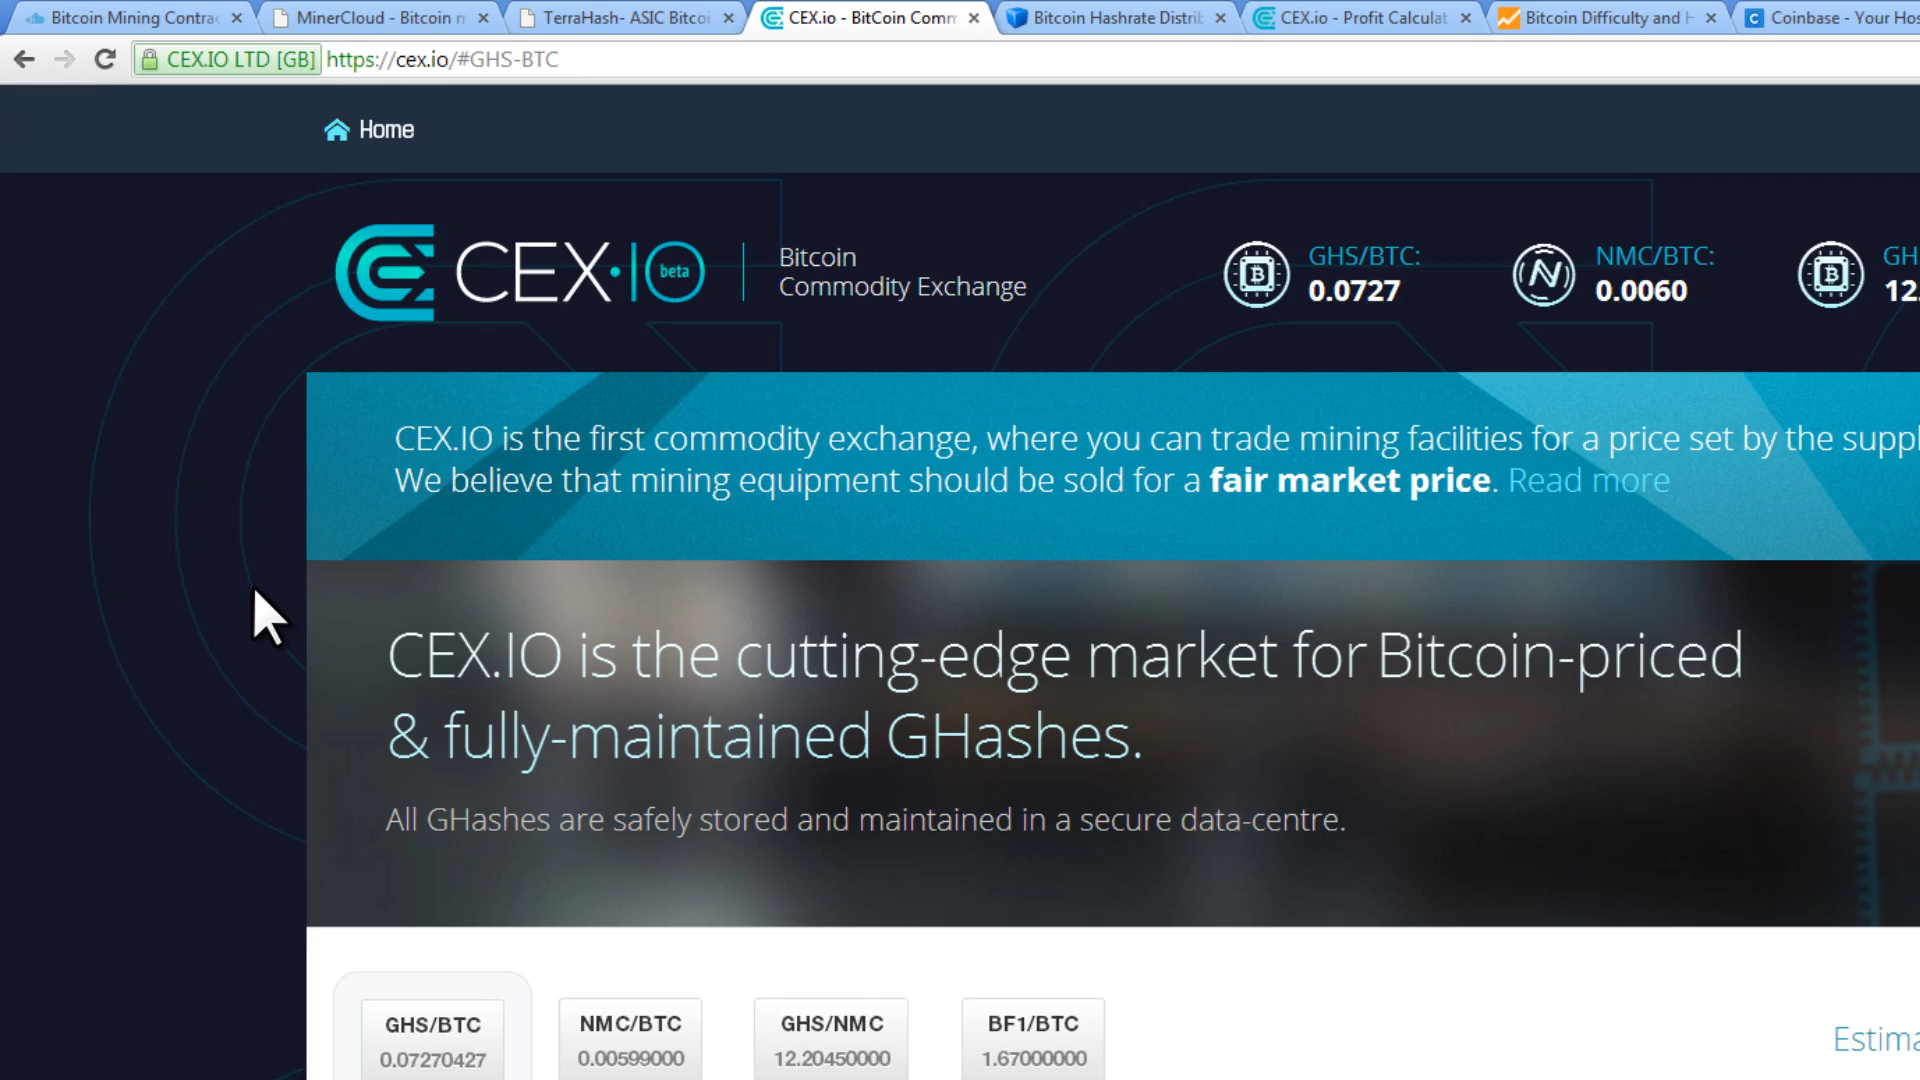 Bitcoin Mining Contrac
MinerCloud - Bitcoin m
TerraHash- ASIC Bitcoi
CEX.io - BitCoin Comm
Bitcoin Hashrate Distrib
CEX.io - Profit Calculat
Bitcoin Difficulty and H
Coinbase - Your Hos
CEX.IO LTD [GB] https://cex.io/#GHS-BTC
Home
CEX.IO beta
Bitcoin
Commodity Exchange
GHS/BTC:
0.0727
NMC/BTC:
0.0060
GH
12.
CEX.IO is the first commodity exchange, where you can trade mining facilities for a price set by the suppl
We believe that mining equipment should be sold for a fair market price. Read more
CEX.IO is the cutting-edge market for Bitcoin-priced
& fully-maintained GHashes.
All GHashes are safely stored and maintained in a secure data-centre.
GHS/BTC
0.07270427
NMC/BTC
0.00599000
GHS/NMC
12.20450000
BF1/BTC
1.67000000
Estima